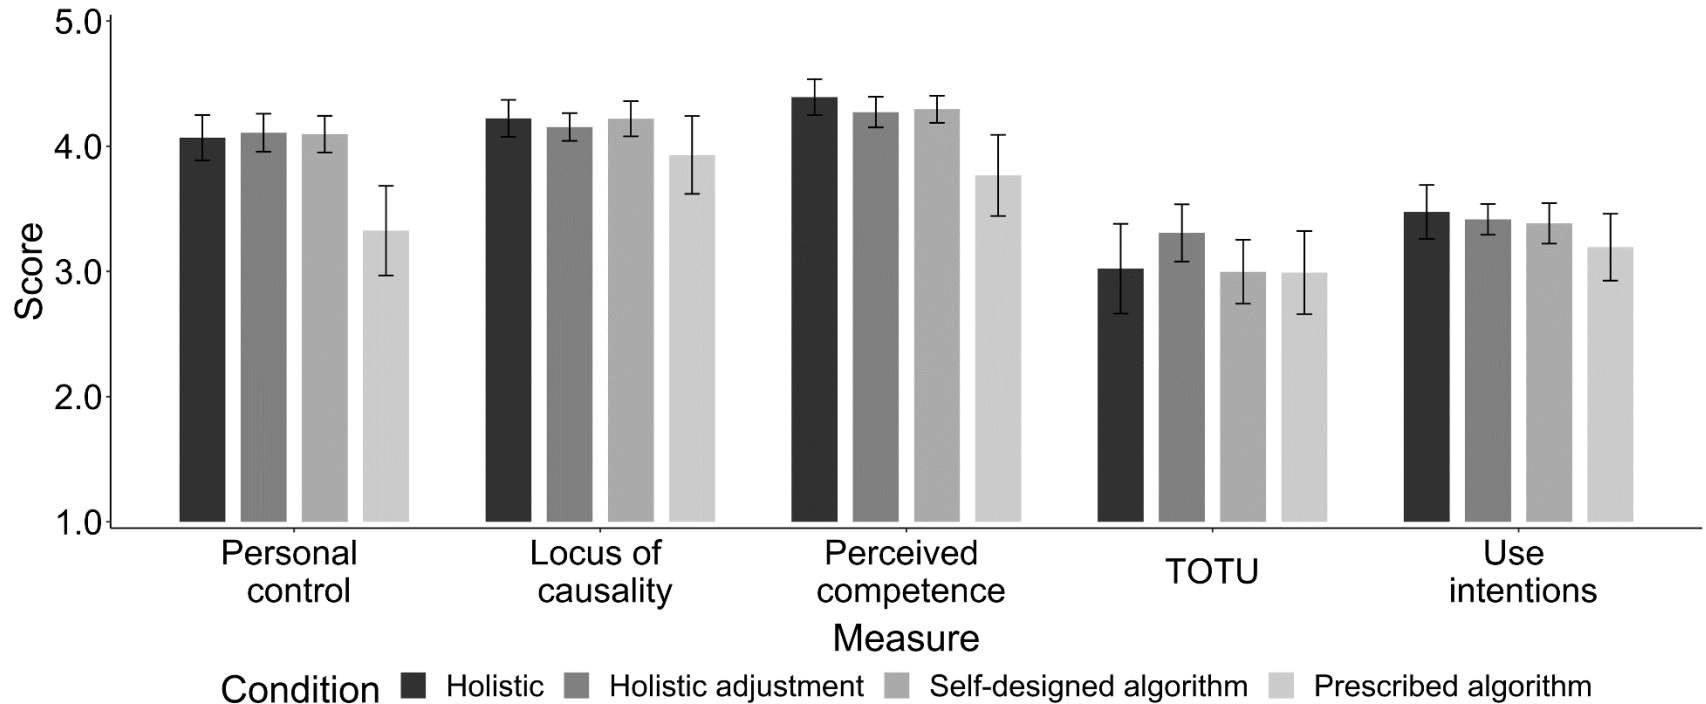 5.0
4.0
3.0
2.0
1.0
Score
Personal control
Locus of causality
Perceived competence
TOTU
Use intentions
Measure
Condition Holistic Holistic adjustment Self-designed algorithm Prescribed algorithm